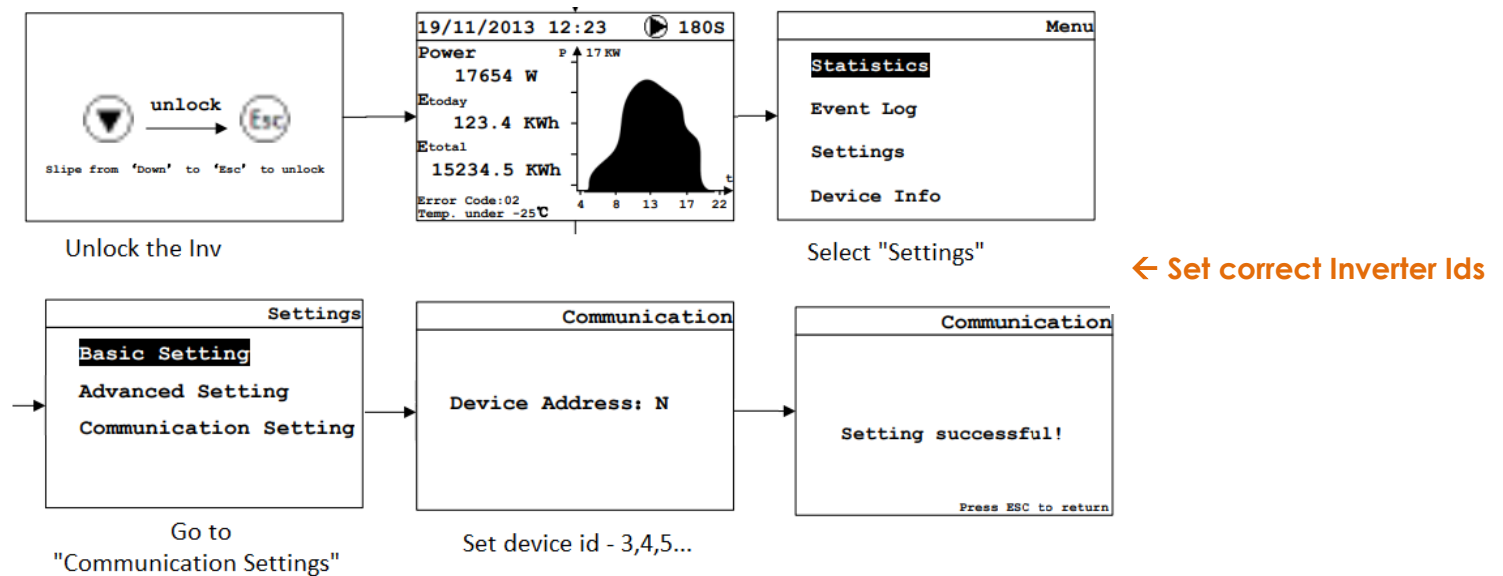 unlock
Esc
Slipe from 'Down' to 'Esc' to unlock
Unlock the Inv
19/11/2013 12:23 180S
Power
17654 W
Etoday
123.4 KWh
Etotal
15234.5 KWh
Error Code:02
Temp. under -25℃
P 17 KW
t
4 8 13 17 22
Menu
Statistics
Event Log
Settings
Device Info
Select "Settings"
← Set correct Inverter Ids
Settings
Basic Setting
Advanced Setting
Communication Setting
Go to
"Communication Settings"
Communication
Device Address: N
Set device id - 3,4,5...
Communication
Setting successful!
Press ESC to return